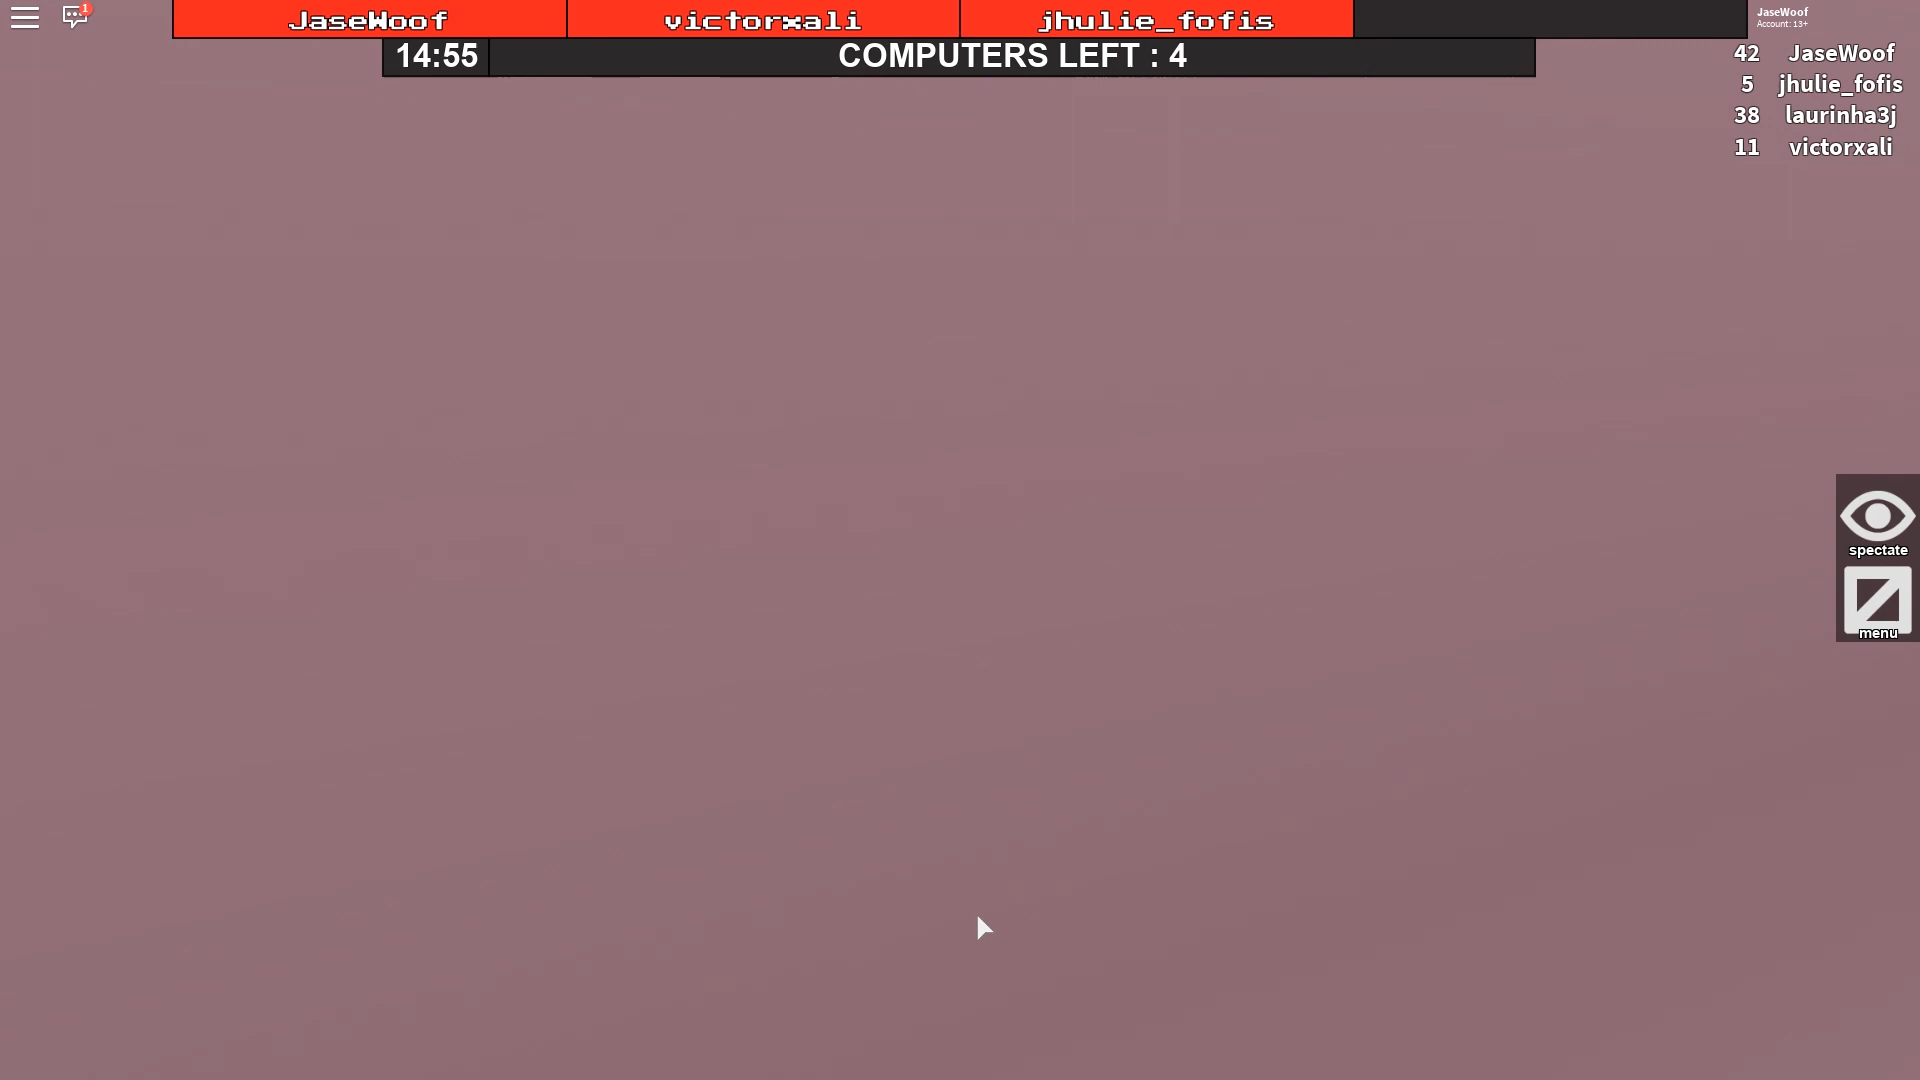 1
JaseWoof
victorxali
jhulie_fofis
JaseWoof
Account: 13+
14:55
COMPUTERS LEFT : 4
42 JaseWoof
5 jhulie_fofis
38 laurinha3j
11 victorxali
spectate
menu